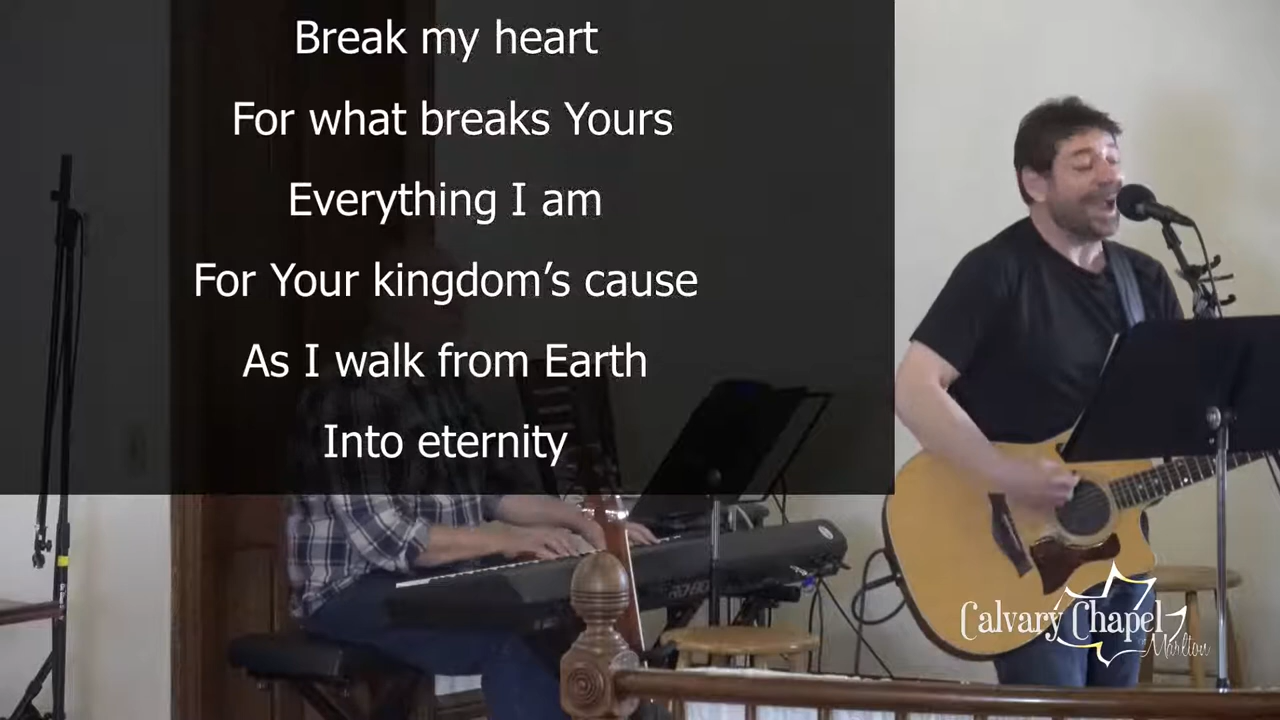 Break my heart
For what breaks Yours
Everything I am
For Your kingdom’s cause
As I walk from Earth
Into eternity
Calvary Chapel
Marlton